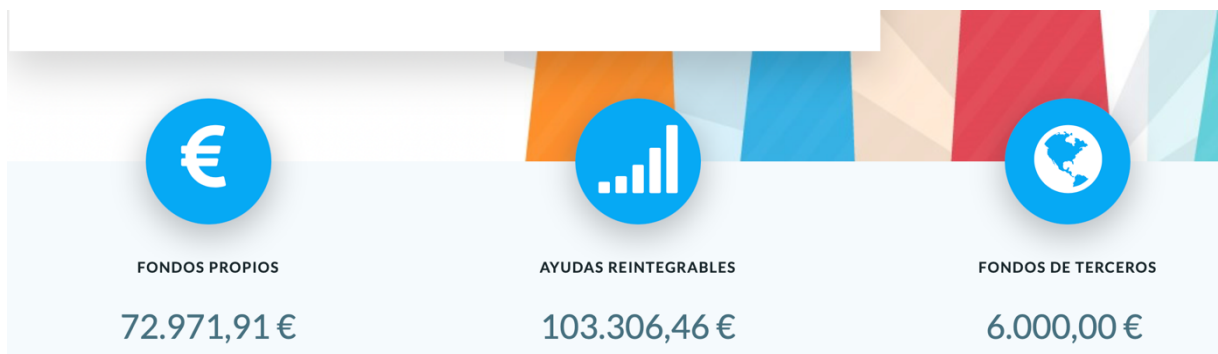 FONDOS PROPIOS
AYUDAS REINTEGRABLES
FONDOS DE TERCEROS
72.971,91 €
103.306,46 €
6.000,00 €